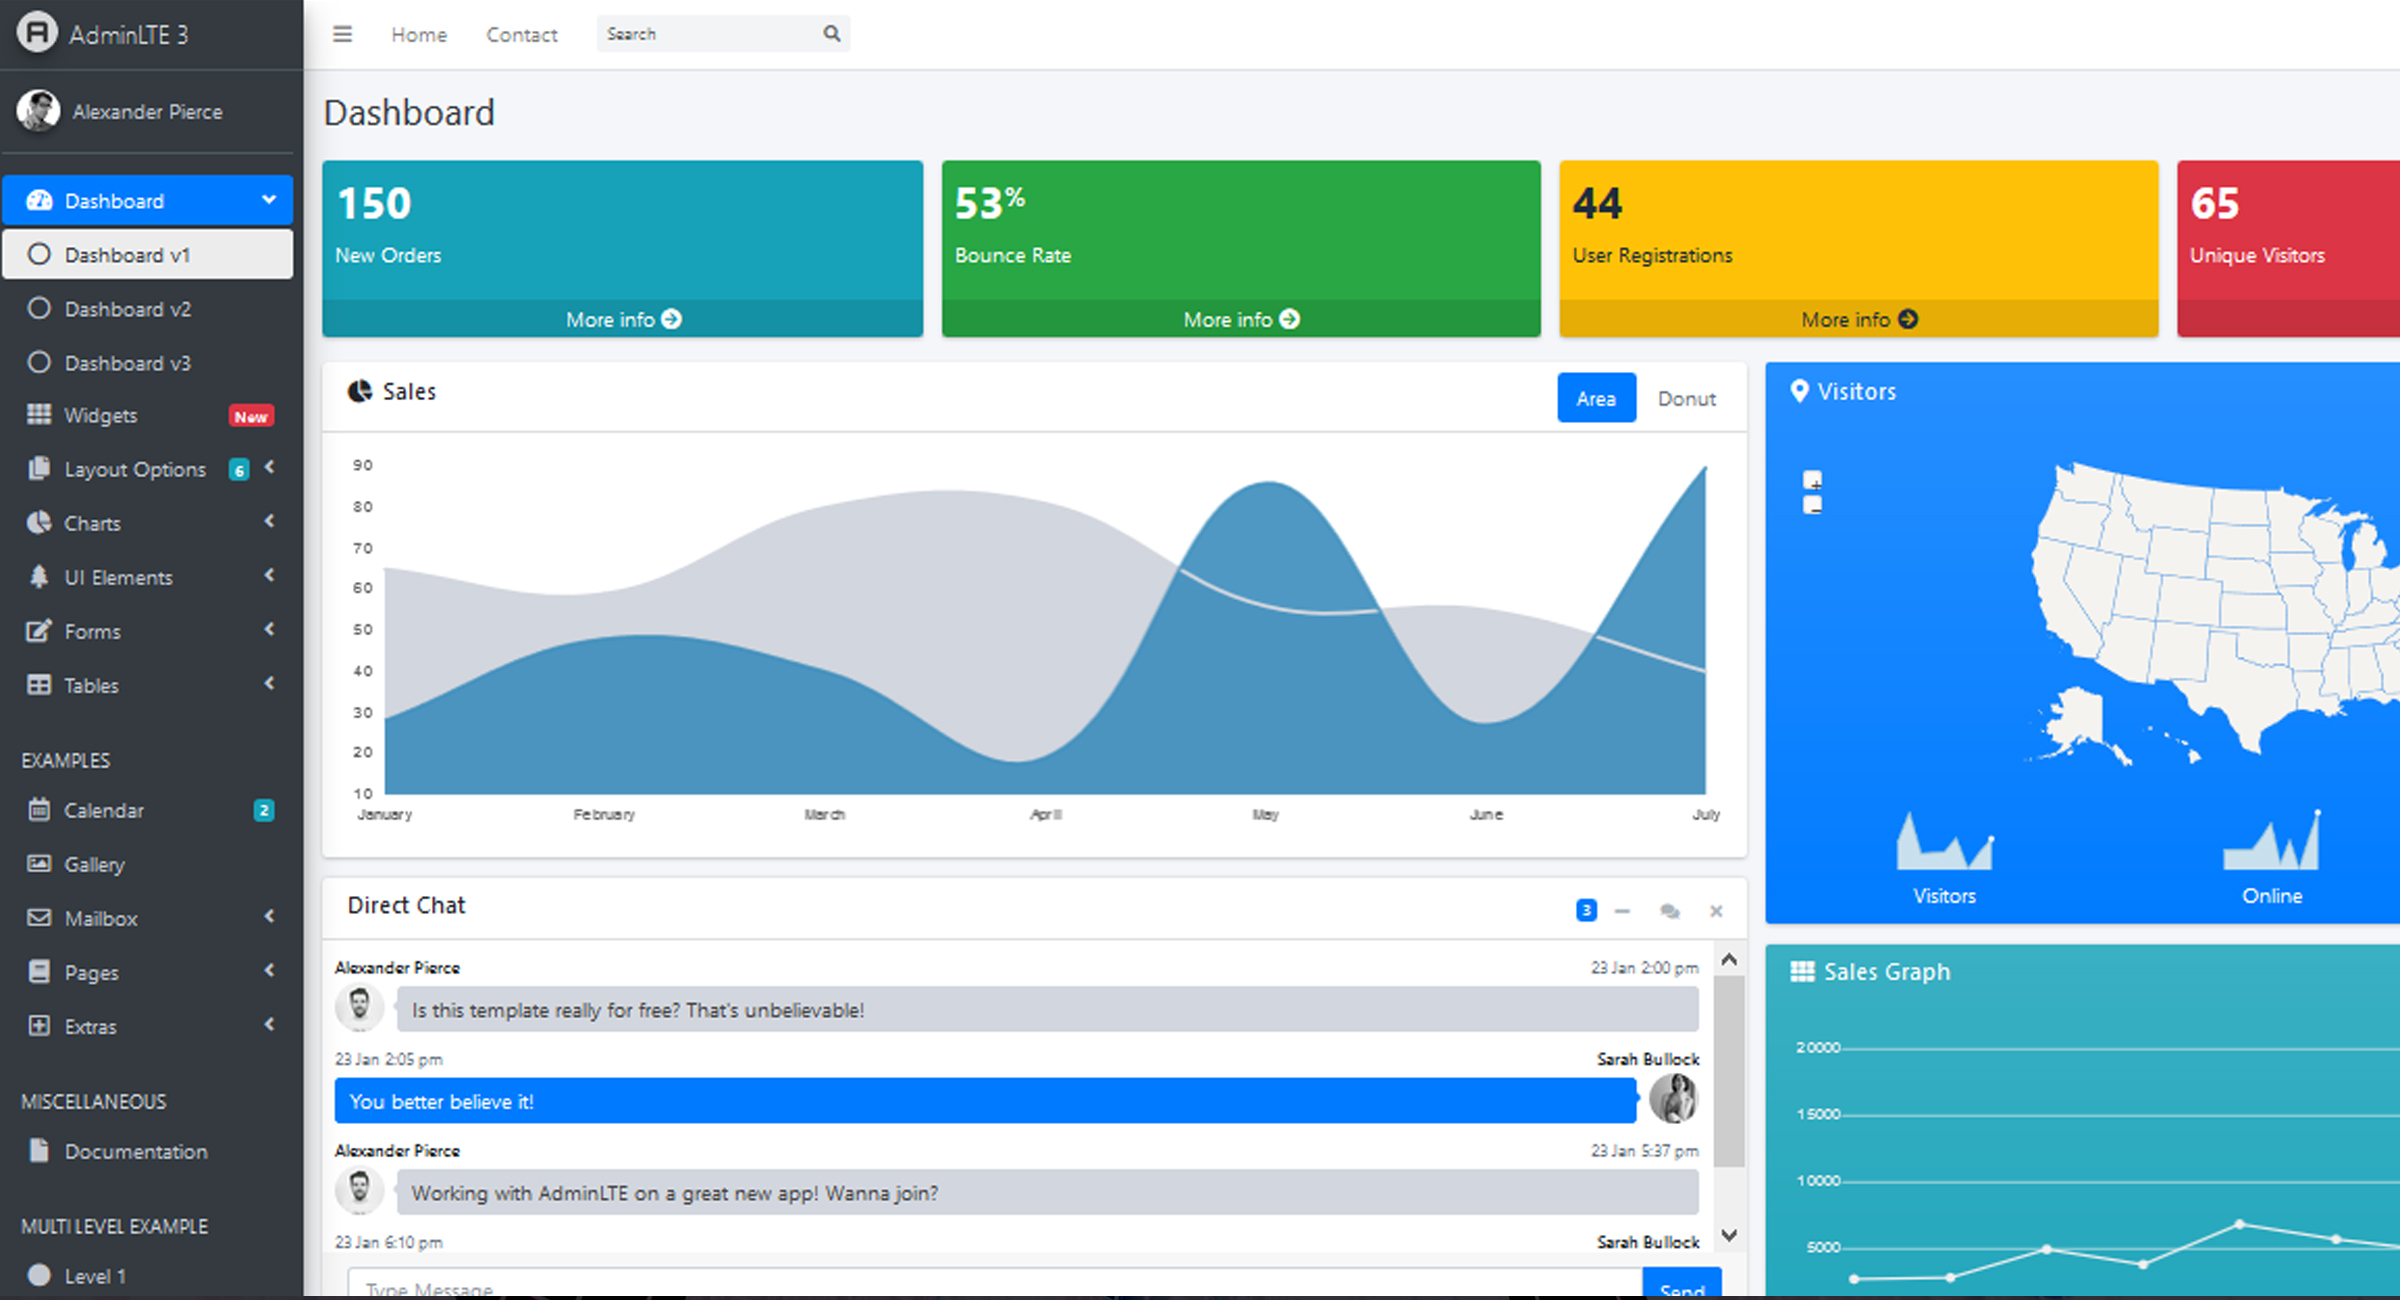 AdminLTE 3
Home
Contact
Search
Alexander Pierce
Dashboard
Dashboard v1
Dashboard v2
Dashboard v3
Widgets New
Layout Options 6
Charts
UI Elements
Forms
Tables
EXAMPLES
Calendar 2
Gallery
Mailbox
Pages
Extras
MISCELLANEOUS
Documentation
MULTI LEVEL EXAMPLE
Level 1
Dashboard
150
New Orders
More info
53%
Bounce Rate
More info
44
User Registrations
More info
65
Unique Visitors
Sales
Area
Donut
90
80
70
60
50
40
30
20
10
January February March April May June July
Direct Chat
3
Alexander Pierce 23 Jan 2:00 pm
Is this template really for free? That's unbelievable!
23 Jan 2:05 pm Sarah Bullock
You better believe it!
Alexander Pierce 23 Jan 5:37 pm
Working with AdminLTE on a great new app! Wanna join?
23 Jan 6:10 pm Sarah Bullock
Type Message
Send
Visitors
+
−
Visitors
Online
Sales Graph
20000
15000
10000
5000